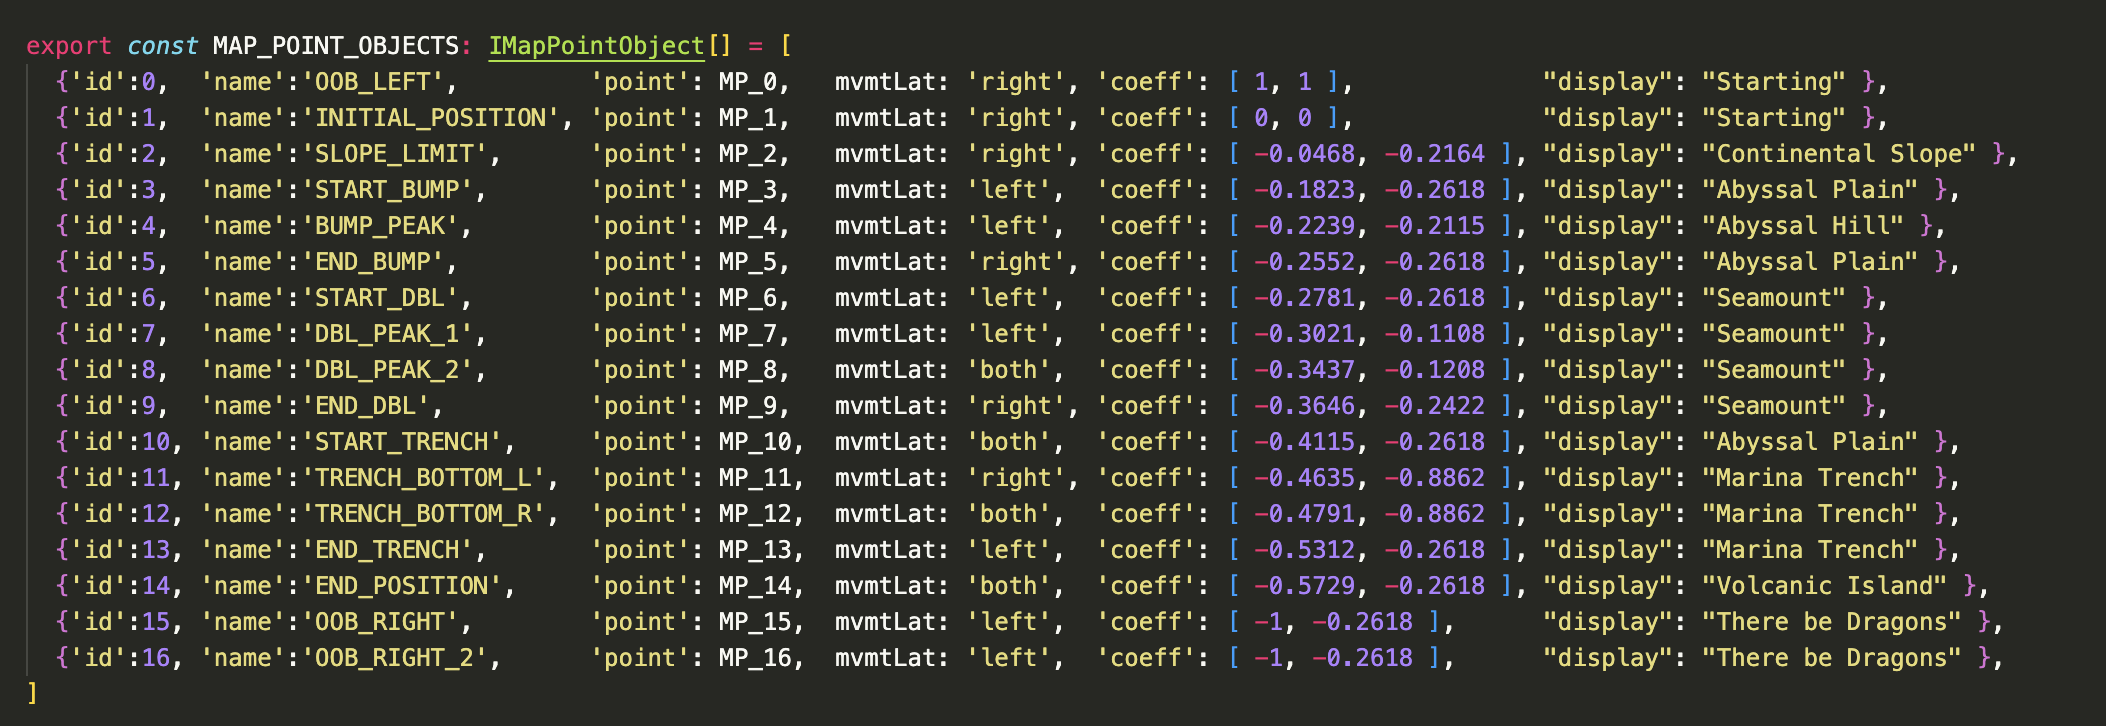 export const MAP_POINT_OBJECTS: IMapPointObject[] = [
  {'id':0,  'name':'OOB_LEFT',         'point': MP_0,   mvmtLat: 'right', 'coeff': [ 1, 1 ],             "display": "Starting" },
  {'id':1,  'name':'INITIAL_POSITION', 'point': MP_1,   mvmtLat: 'right', 'coeff': [ 0, 0 ],             "display": "Starting" },
  {'id':2,  'name':'SLOPE_LIMIT',      'point': MP_2,   mvmtLat: 'right', 'coeff': [ -0.0468, -0.2164 ], "display": "Continental Slope" },
  {'id':3,  'name':'START_BUMP',       'point': MP_3,   mvmtLat: 'left',  'coeff': [ -0.1823, -0.2618 ], "display": "Abyssal Plain" },
  {'id':4,  'name':'BUMP_PEAK',        'point': MP_4,   mvmtLat: 'left',  'coeff': [ -0.2239, -0.2115 ], "display": "Abyssal Hill" },
  {'id':5,  'name':'END_BUMP',         'point': MP_5,   mvmtLat: 'right', 'coeff': [ -0.2552, -0.2618 ], "display": "Abyssal Plain" },
  {'id':6,  'name':'START_DBL',        'point': MP_6,   mvmtLat: 'left',  'coeff': [ -0.2781, -0.2618 ], "display": "Seamount" },
  {'id':7,  'name':'DBL_PEAK_1',       'point': MP_7,   mvmtLat: 'left',  'coeff': [ -0.3021, -0.1108 ], "display": "Seamount" },
  {'id':8,  'name':'DBL_PEAK_2',       'point': MP_8,   mvmtLat: 'both',  'coeff': [ -0.3437, -0.1208 ], "display": "Seamount" },
  {'id':9,  'name':'END_DBL',          'point': MP_9,   mvmtLat: 'right', 'coeff': [ -0.3646, -0.2422 ], "display": "Seamount" },
  {'id':10, 'name':'START_TRENCH',     'point': MP_10,  mvmtLat: 'both',  'coeff': [ -0.4115, -0.2618 ], "display": "Abyssal Plain" },
  {'id':11, 'name':'TRENCH_BOTTOM_L',  'point': MP_11,  mvmtLat: 'right', 'coeff': [ -0.4635, -0.8862 ], "display": "Marina Trench" },
  {'id':12, 'name':'TRENCH_BOTTOM_R',  'point': MP_12,  mvmtLat: 'both',  'coeff': [ -0.4791, -0.8862 ], "display": "Marina Trench" },
  {'id':13, 'name':'END_TRENCH',       'point': MP_13,  mvmtLat: 'left',  'coeff': [ -0.5312, -0.2618 ], "display": "Marina Trench" },
  {'id':14, 'name':'END_POSITION',     'point': MP_14,  mvmtLat: 'both',  'coeff': [ -0.5729, -0.2618 ], "display": "Volcanic Island" },
  {'id':15, 'name':'OOB_RIGHT',        'point': MP_15,  mvmtLat: 'left',  'coeff': [ -1, -0.2618 ],      "display": "There be Dragons" },
  {'id':16, 'name':'OOB_RIGHT_2',      'point': MP_16,  mvmtLat: 'left',  'coeff': [ -1, -0.2618 ],      "display": "There be Dragons" },
]